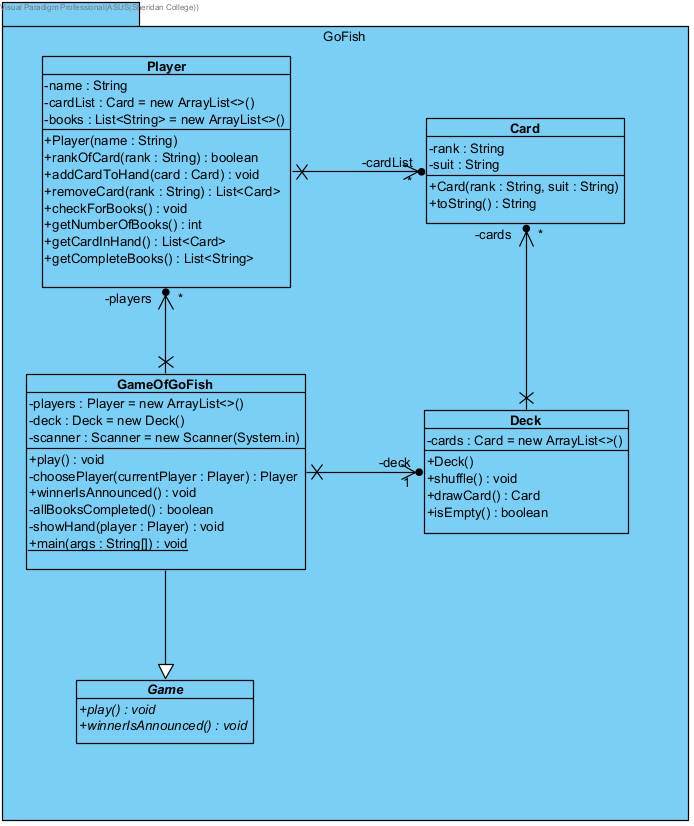 Visual Paradigm Professional(ASUS(Sheridan College))
GoFish
Player
-name : String
-cardList : Card = new ArrayList<>()
-books : List<String> = new ArrayList<>()
+Player(name : String)
+rankOfCard(rank : String) : boolean
+addCardToHand(card : Card) : void
+removeCard(rank : String) : List<Card>
+checkForBooks() : void
+getNumberOfBooks() : int
+getCardInHand() : List<Card>
+getCompleteBooks() : List<String>
-cardList
*
Card
-rank : String
-suit : String
+Card(rank : String, suit : String)
+toString() : String
-cards *
-players *
GameOfGoFish
-players : Player = new ArrayList<>()
-deck : Deck = new Deck()
-scanner : Scanner = new Scanner(System.in)
+play() : void
-choosePlayer(currentPlayer : Player) : Player
+winnerIsAnnounced() : void
-allBooksCompleted() : boolean
-showHand(player : Player) : void
+main(args : String[]) : void
-deck
1
Deck
-cards : Card = new ArrayList<>()
+Deck()
+shuffle() : void
+drawCard() : Card
+isEmpty() : boolean
Game
+play() : void
+winnerIsAnnounced() : void